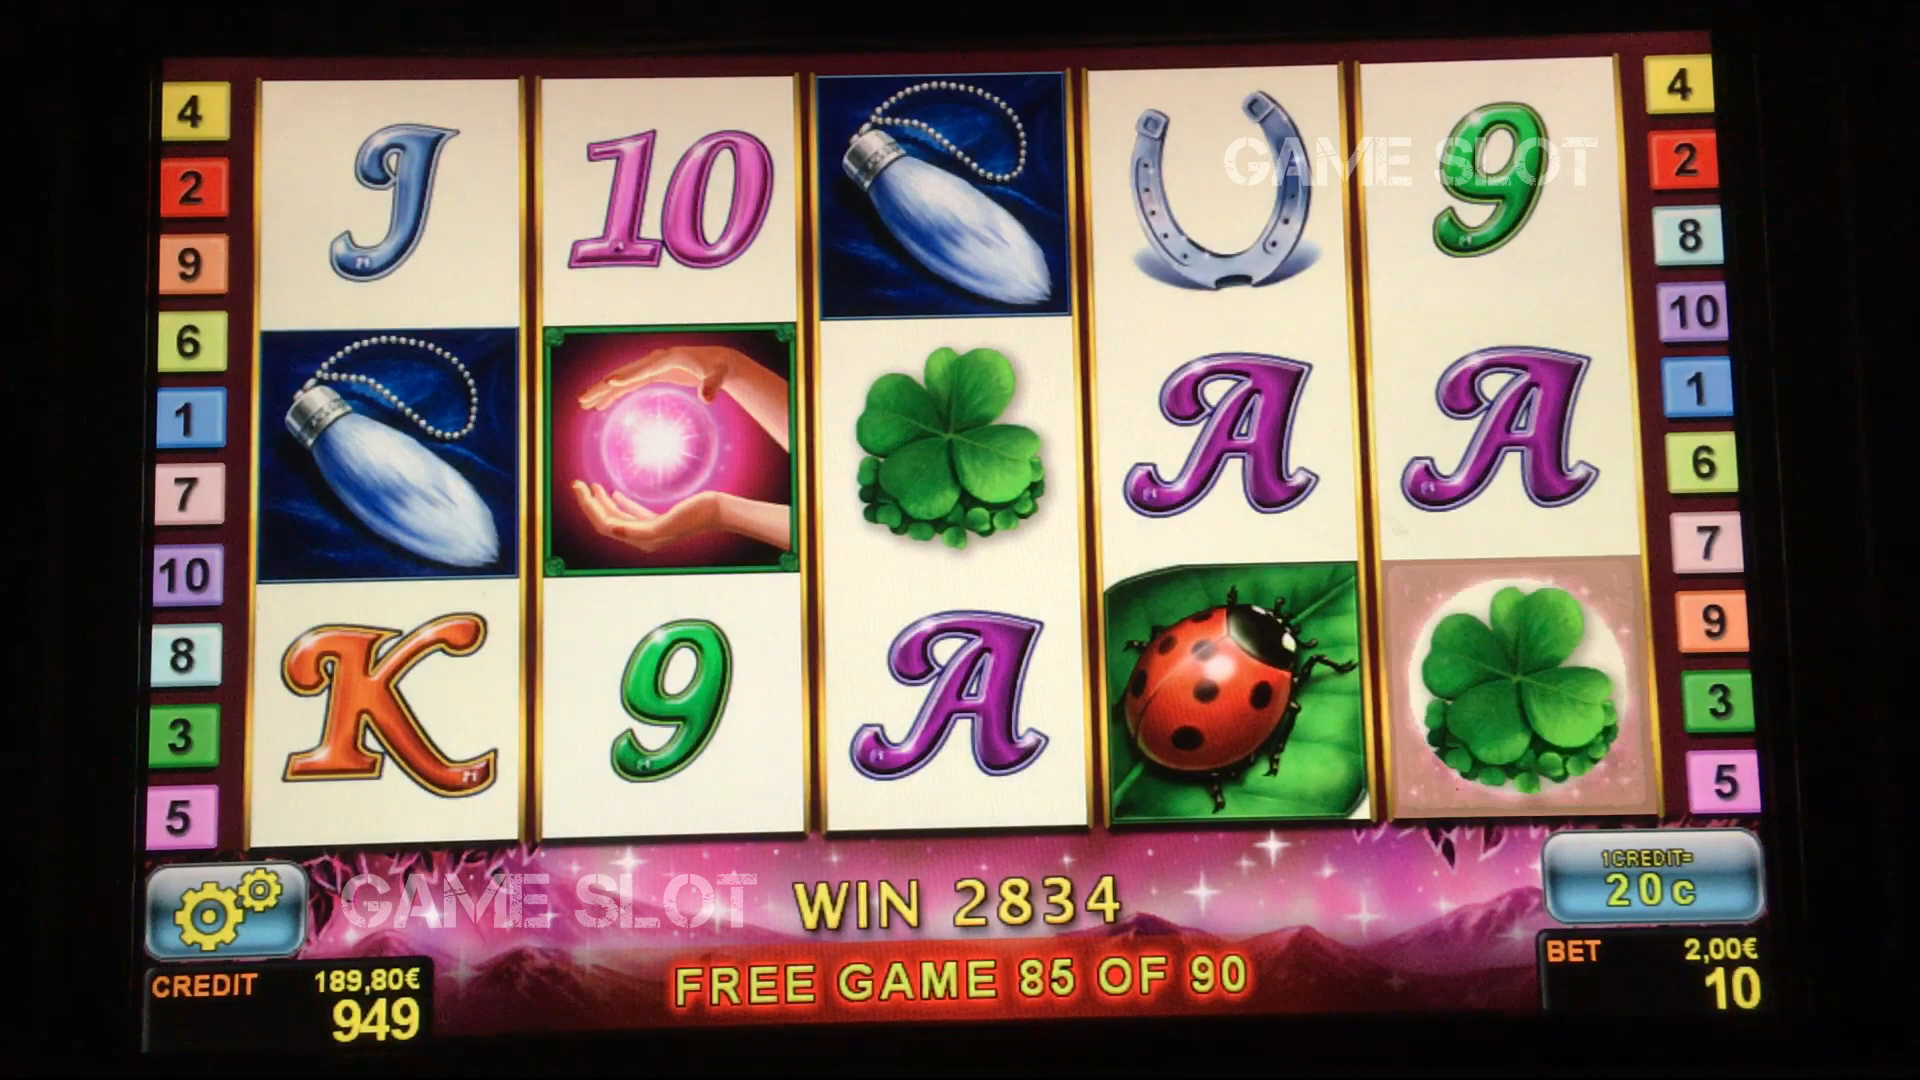 4
2
9
6
1
7
10
8
3
5
J
10
9
K
9
A
A
A
4
2
8
10
1
6
7
9
3
5
GAME SLOT
GAME SLOT
WIN 2834
FREE GAME 85 OF 90
1CREDIT=
20c
CREDIT 189,80€
949
BET 2,00€
10